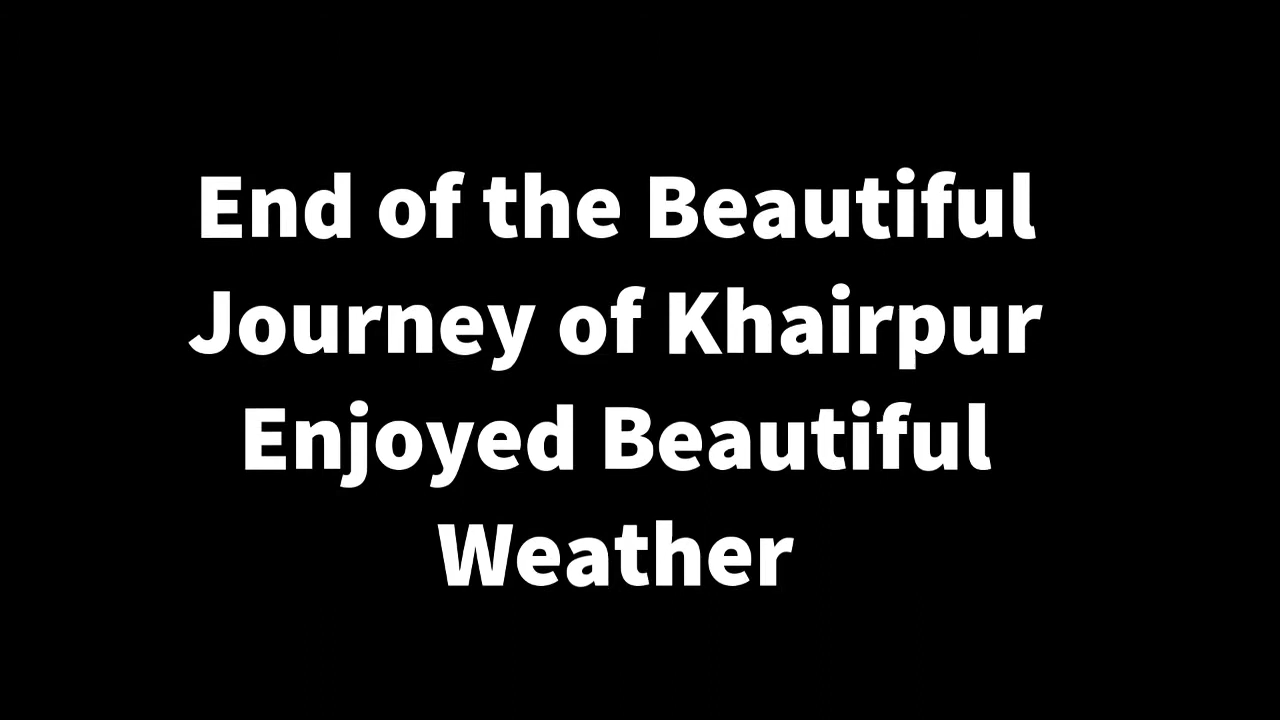 End of the Beautiful
Journey of Khairpur
Enjoyed Beautiful
Weather